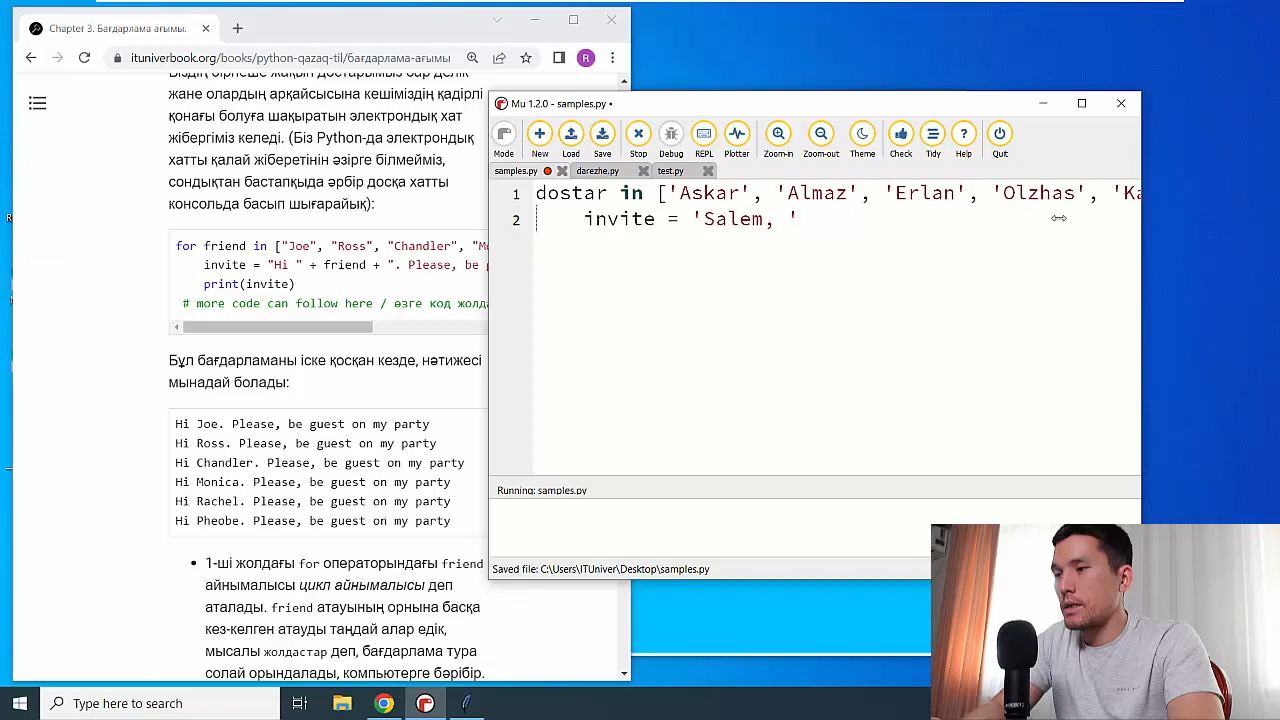 Chapter 3. Бағдарлама ағымы.
ituniverbook.org/books/python-qazaq-til/бағдарлама-ағымы
R
Біздің бірнеше жақын достарымыз бар делік
және олардың арқайсысына кешіміздің қадірлі
қонағы болуға шақыратын электрондық хат
жібергіміз келеді. (Біз Python-да электрондық
хатты қалай жіберетінін әзірге білмейміз,
сондықтан бастапқыда әрбір досқа хатты
консольда басып шығарайық):
for friend in ["Joe", "Ross", "Chandler", "Mo
invite = "Hi " + friend + ". Please, be g
print(invite)
# more code can follow here / өзге код жолда
Бұл бағдарламаны іске қосқан кезде, нәтижесі
мынадай болады:
Hi Joe. Please, be guest on my party
Hi Ross. Please, be guest on my party
Hi Chandler. Please, be guest on my party
Hi Monica. Please, be guest on my party
Hi Rachel. Please, be guest on my party
Hi Pheobe. Please, be guest on my party
1-ші жолдағы for операторындағы friend
айнымалысы цикл айнымалысы деп
аталады. friend атауының орнына басқа
кез-келген атауды таңдай алар едік,
мысалы жолдастар деп, бағдарлама тура
солай орындалады, компьютерге бәрібір.
Mu 1.2.0 - samples.py •
Mode New Load Save Stop Debug REPL Plotter Zoom-in Zoom-out Theme Check Tidy Help Quit
samples.py darezhe.py test.py
1 dostar in ['Askar', 'Almaz', 'Erlan', 'Olzhas', 'Ka
2 invite = 'Salem, '
Running: samples.py
Saved file: C:\Users\ITUniver\Desktop\samples.py
Type here to search